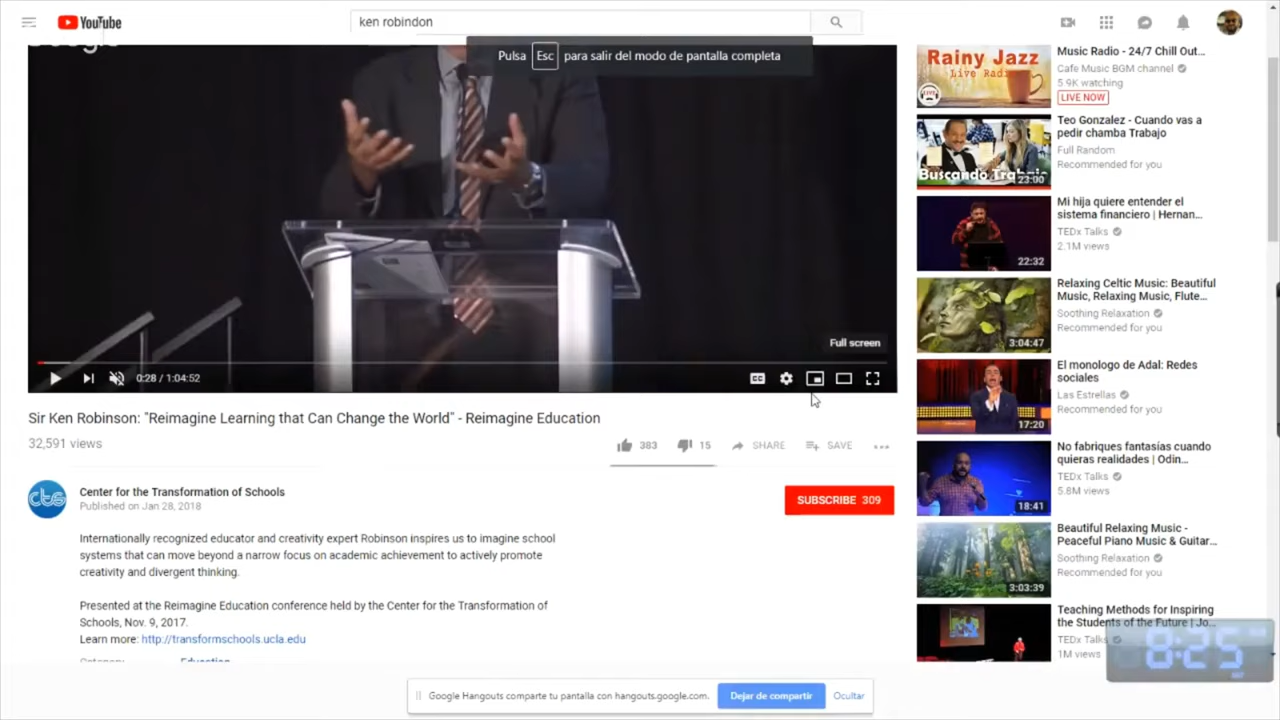 YouTube
ken robindon
Google
Pulsa Esc para salir del modo de pantalla completa
Full screen
CC
0:28 / 1:04:52
Sir Ken Robinson: "Reimagine Learning that Can Change the World" - Reimagine Education
32,591 views
383
15
SHARE
SAVE
cts
Center for the Transformation of Schools
Published on Jan 28, 2018
SUBSCRIBE 309
Internationally recognized educator and creativity expert Robinson inspires us to imagine school
systems that can move beyond a narrow focus on academic achievement to actively promote
creativity and divergent thinking.
Presented at the Reimagine Education conference held by the Center for the Transformation of
Schools, Nov. 9, 2017.
Learn more: http://transformschools.ucla.edu
Category
Education
Rainy Jazz
Live Radio
Music Radio - 24/7 Chill Out...
Cafe Music BGM channel
5.9K watching
LIVE NOW
Buscando Trabajo
23:00
Teo Gonzalez - Cuando vas a
pedir chamba Trabajo
Full Random
Recommended for you
22:32
Mi hija quiere entender el
sistema financiero | Hernan...
TEDx Talks
2.1M views
3:04:47
Relaxing Celtic Music: Beautiful
Music, Relaxing Music, Flute...
Soothing Relaxation
Recommended for you
17:20
El monologo de Adal: Redes
sociales
Las Estrellas
Recommended for you
18:41
No fabriques fantasías cuando
quieras realidades | Odin...
TEDx Talks
5.8M views
3:03:39
Beautiful Relaxing Music -
Peaceful Piano Music & Guitar...
Soothing Relaxation
Recommended for you
Teaching Methods for Inspiring
the Students of the Future | Jo...
TEDx Talks
1M views
8:25
Google Hangouts comparte tu pantalla con hangouts.google.com.
Dejar de compartir
Ocultar